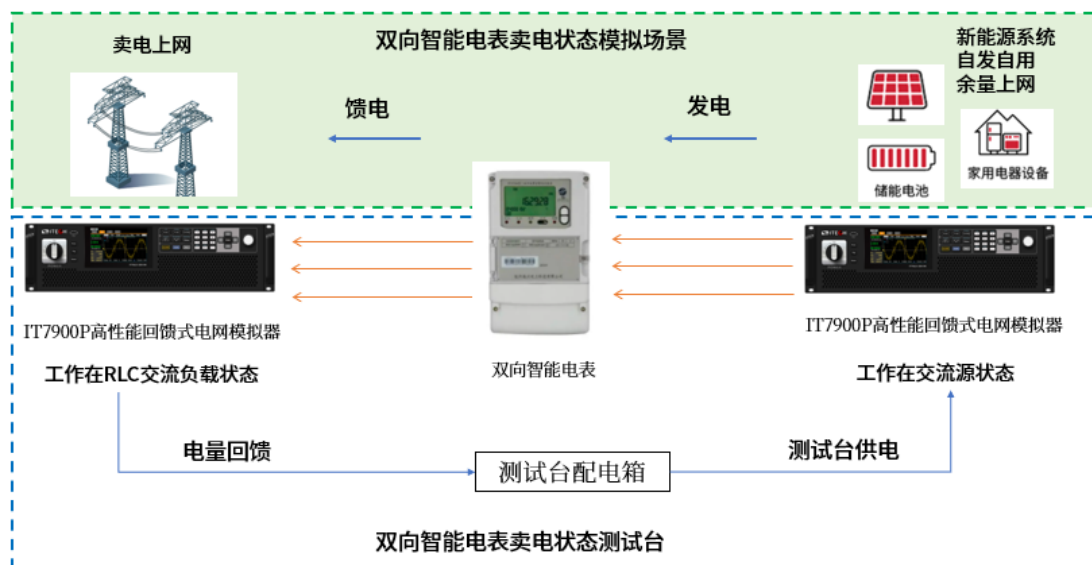 双向智能电表卖电状态模拟场景
卖电上网
新能源系统
自发自用
余量上网
馈电
发电
储能电池
家用电器设备
ITECH
ITECH
IT7900P高性能回馈式电网模拟器
双向智能电表
IT7900P高性能回馈式电网模拟器
工作在RLC交流负载状态
工作在交流源状态
电量回馈
测试台配电箱
测试台供电
双向智能电表卖电状态测试台